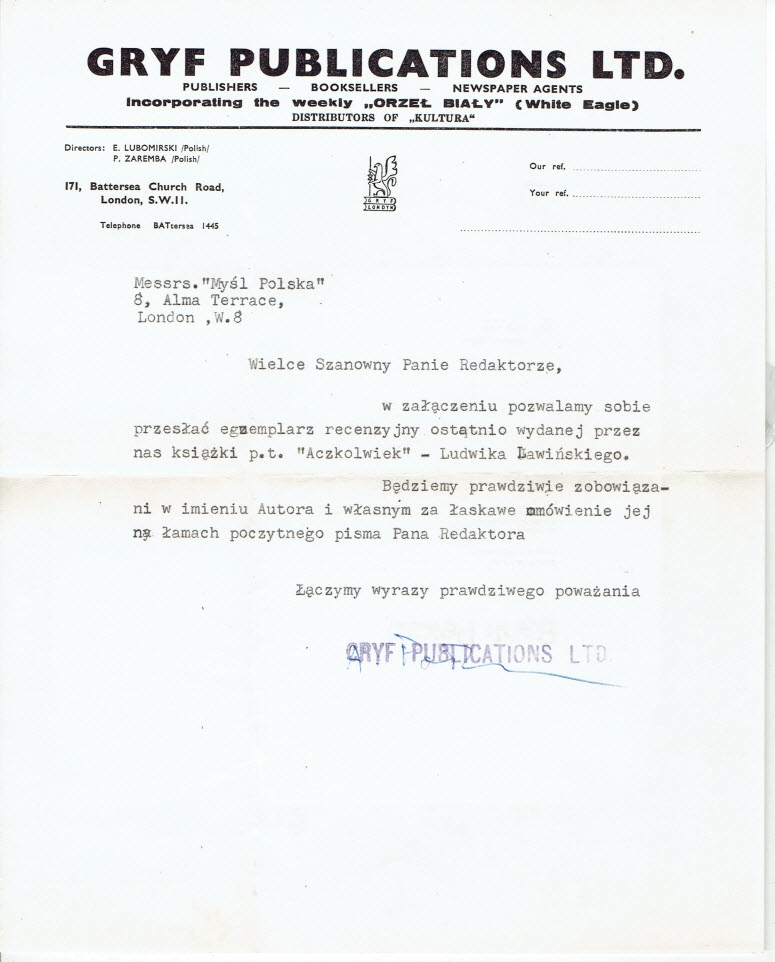 GRYF PUBLICATIONS LTD.
PUBLISHERS — BOOKSELLERS — NEWSPAPER AGENTS
Incorporating the weekly „ORZEŁ BIAŁY" (White Eagle)
DISTRIBUTORS OF „KULTURA"
Directors: E. LUBOMIRSKI /Polish/
P. ZAREMBA /Polish/
171, Battersea Church Road,
London, S.W.11.
Telephone BATtersea 1445
GRYF
LONDYN
Our ref.
Your ref.
Messrs."Myśl Polska"
8, Alma Terrace,
London ,W.8
Wielce Szanowny Panie Redaktorze,
w załączeniu pozwalamy sobie
przesłać egzemplarz recenzyjny ostątnio wydanej przez
nas książki p.t. "Aczkolwiek" - Ludwika Ławińskiego.
Będziemy prawdziwie zobowiąza-
ni w imieniu Autora i własnym za łaskawe omówienie jej
na łamach poczytnego pisma Pana Redaktora
Łączymy wyrazy prawdziwego poważania
GRYF PUBLICATIONS LTD.